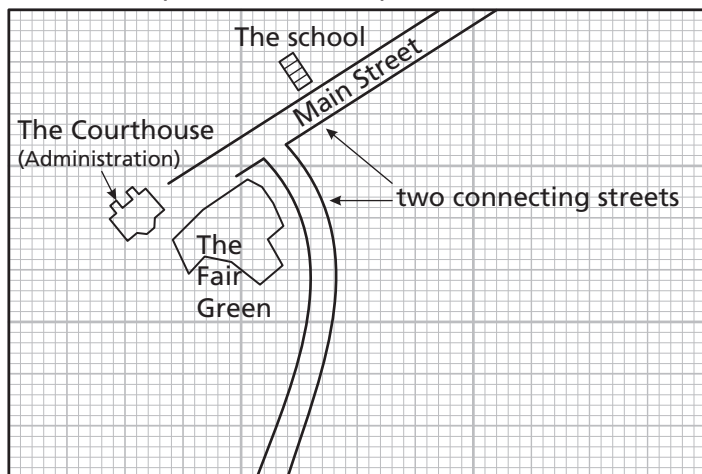 The school
Main Street
The Courthouse
(Administration)
two connecting streets
The
Fair
Green